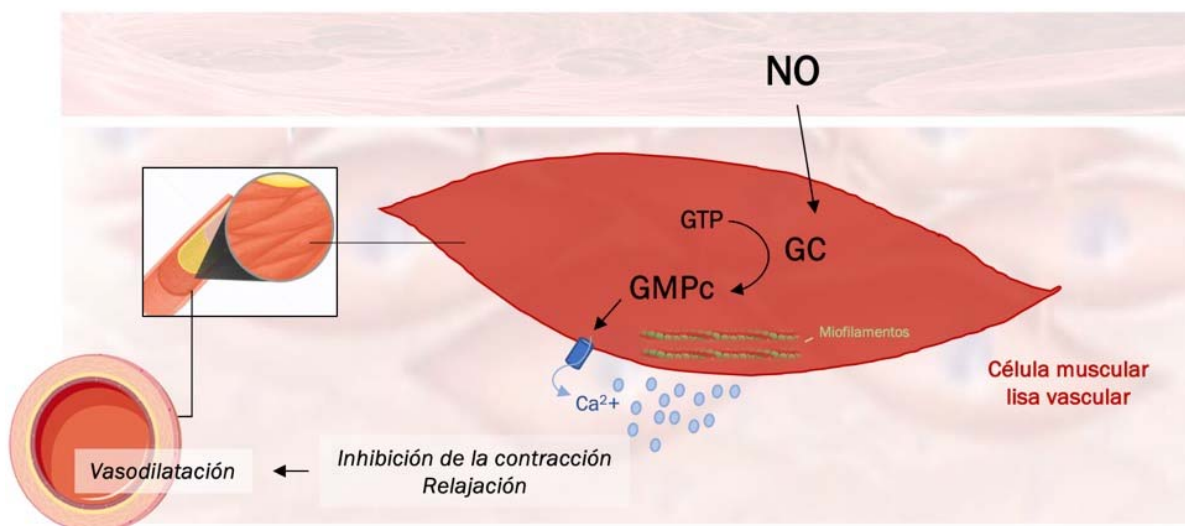 NO
GTP
GC
GMPc
Miofilamentos
Ca²+
Célula muscular
lisa vascular
Inhibición de la contracción
Relajación
Vasodilatación